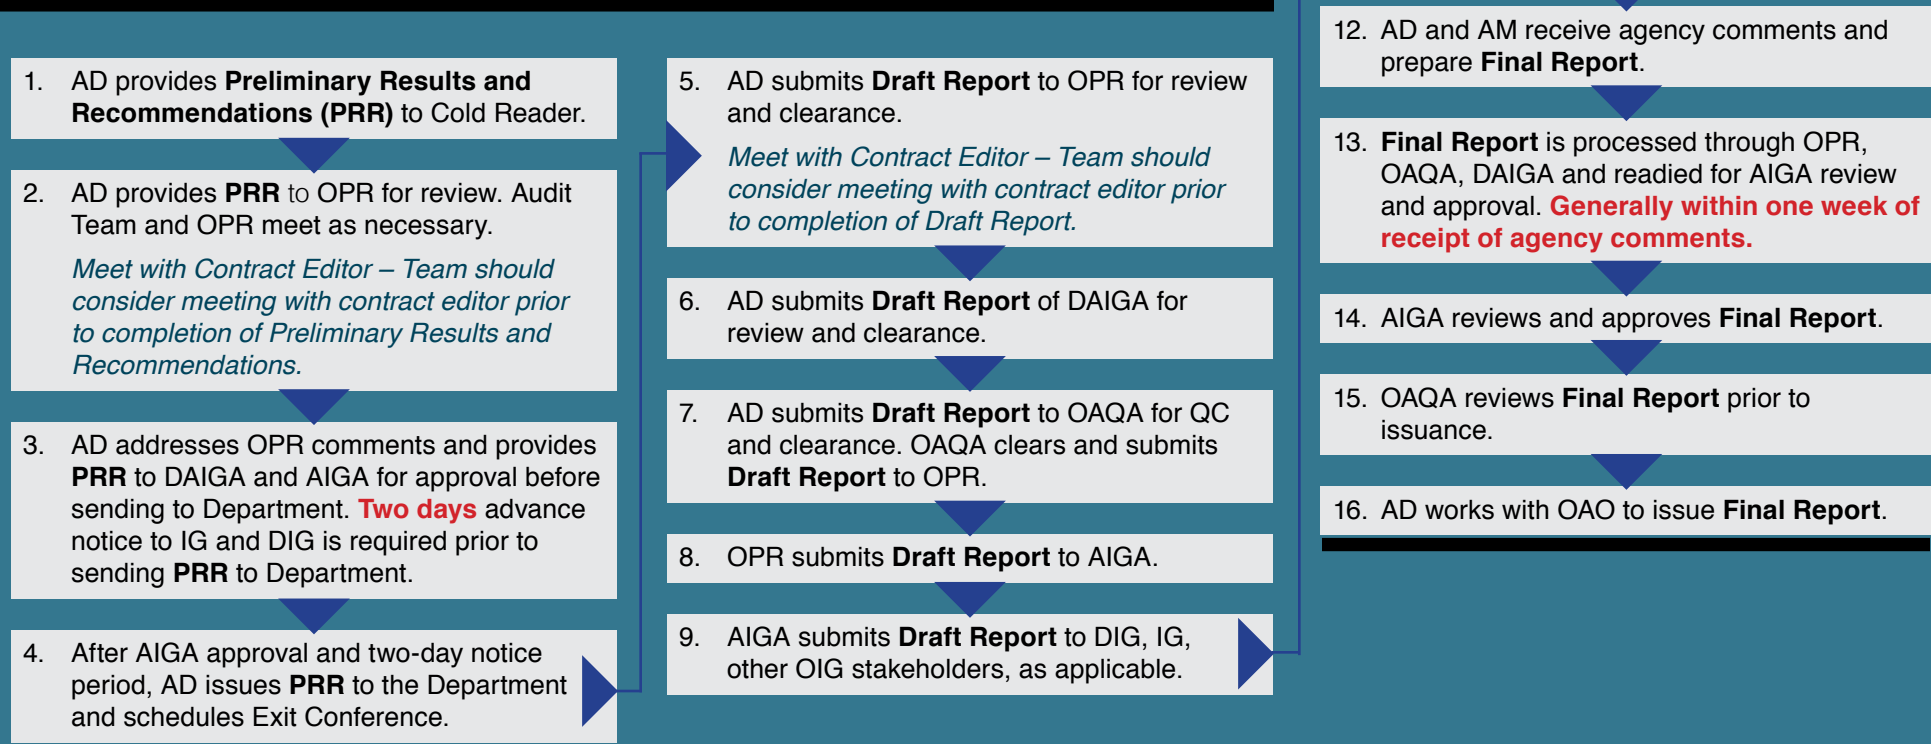 1. AD provides Preliminary Results and
Recommendations (PRR) to Cold Reader.
2. AD provides PRR to OPR for review. Audit
Team and OPR meet as necessary.
Meet with Contract Editor – Team should
consider meeting with contract editor prior
to completion of Preliminary Results and
Recommendations.
3. AD addresses OPR comments and provides
PRR to DAIGA and AIGA for approval before
sending to Department. Two days advance
notice to IG and DIG is required prior to
sending PRR to Department.
4. After AIGA approval and two-day notice
period, AD issues PRR to the Department
and schedules Exit Conference.
5. AD submits Draft Report to OPR for review
and clearance.
Meet with Contract Editor – Team should
consider meeting with contract editor prior
to completion of Draft Report.
6. AD submits Draft Report of DAIGA for
review and clearance.
7. AD submits Draft Report to OAQA for QC
and clearance. OAQA clears and submits
Draft Report to OPR.
8. OPR submits Draft Report to AIGA.
9. AIGA submits Draft Report to DIG, IG,
other OIG stakeholders, as applicable.
12. AD and AM receive agency comments and
prepare Final Report.
13. Final Report is processed through OPR,
OAQA, DAIGA and readied for AIGA review
and approval. Generally within one week of
receipt of agency comments.
14. AIGA reviews and approves Final Report.
15. OAQA reviews Final Report prior to
issuance.
16. AD works with OAO to issue Final Report.